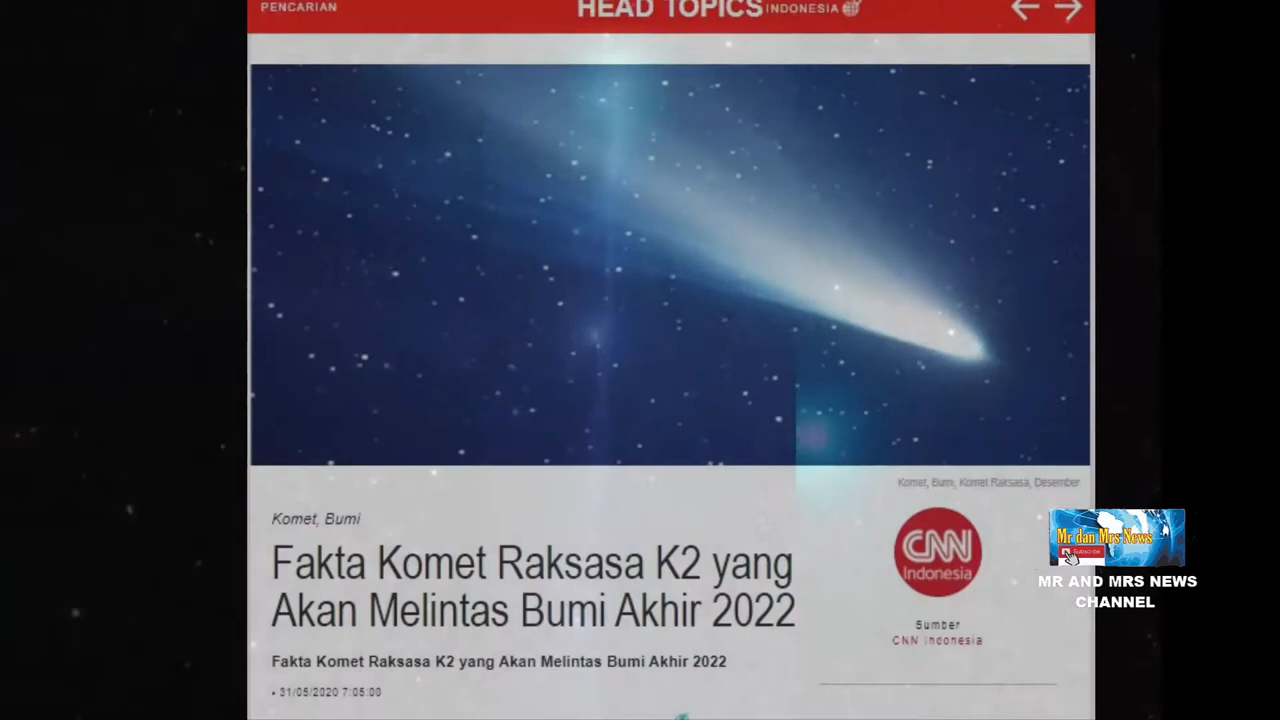 PENCARIAN
HEAD TOPICS INDONESIA
Komet, Bumi, Komet Raksasa, Desember
Komet, Bumi
Fakta Komet Raksasa K2 yang
Akan Melintas Bumi Akhir 2022
Fakta Komet Raksasa K2 yang Akan Melintas Bumi Akhir 2022
31/05/2020 7:05:00
CNN
Indonesia
Sumber
CNN Indonesia
Mr dan Mrs News
Subscribe
MR AND MRS NEWS
CHANNEL